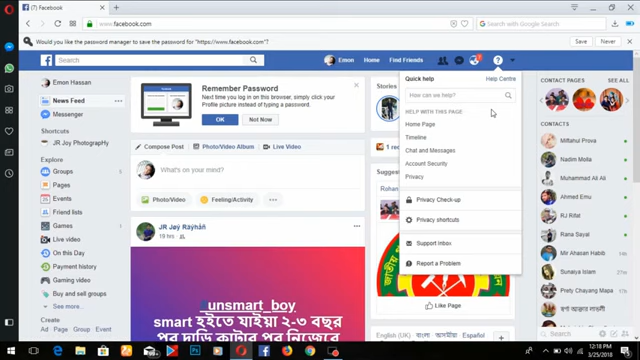 (7) Facebook
www.facebook.com
Search with Google Search
Would you like the password manager to save the password for "https://www.facebook.com"?
Save
Never
Search
Emon
Home
Find Friends
Emon Hassan
News Feed
Messenger
Shortcuts
JR Joy PhotographY
Explore
Groups
Pages
Events
Friend lists
Games
Live video
On this Day
Payment history
Gaming video
Buy and sell groups
See more...
Create
Ad · Page · Group · Event
Remember Password
Next time you log in on this browser, simply click your
Profile picture instead of typing a password.
OK
Not Now
Compose Post
Photo/Video Album
Live Video
What's on your mind?
Photo/Video
Feeling/Activity
JR Jøý Räÿhåñ
19 hrs
#unsmart_boy
smart হইতে যাইয়া ২-৩ বছর
Stories
Quick help
Help Centre
How can we help?
HELP WITH THIS PAGE
Home Page
Timeline
Chat and Messages
Account Security
Privacy
Privacy Check-up
Privacy shortcuts
Support Inbox
Report a Problem
Like Page
English (UK)
বাংলা
অসমীয়া
Español
CONTACT PAGES
See All
CONTACTS
Miftahul Prova
Nadim Molla
Muhammad Ali Ali
Ahmed Emu
RJ Rifat
Rana Sayal
Mir Ahasan Habib
Sunaiya Islam
Prety Chayang Mape
Search
12:18 PM
3/25/2018